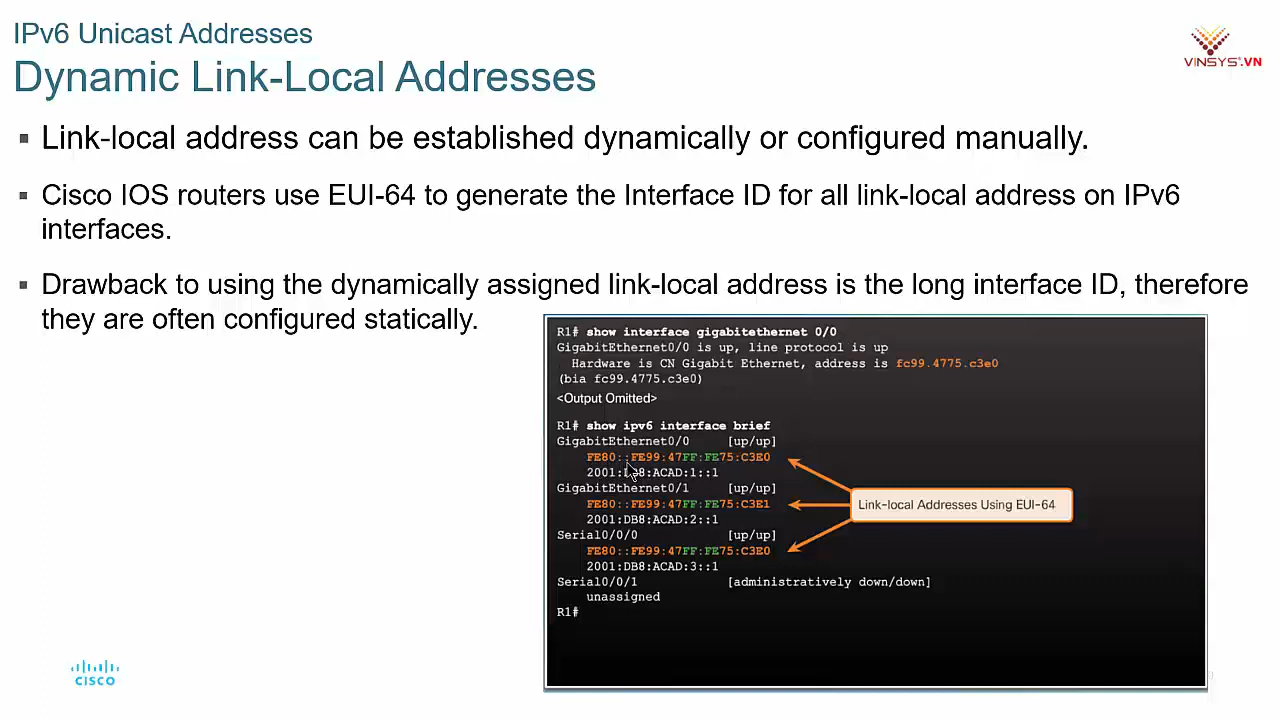 IPv6 Unicast Addresses
Dynamic Link-Local Addresses
VINSYS.VN
Link-local address can be established dynamically or configured manually.
Cisco IOS routers use EUI-64 to generate the Interface ID for all link-local address on IPv6
interfaces.
Drawback to using the dynamically assigned link-local address is the long interface ID, therefore
they are often configured statically.
R1# show interface gigabitethernet 0/0
GigabitEthernet0/0 is up, line protocol is up
Hardware is CN Gigabit Ethernet, address is fc99.4775.c3e0
(bia fc99.4775.c3e0)
<Output Omitted>
R1# show ipv6 interface brief
GigabitEthernet0/0 [up/up]
FE80::FE99:47FF:FE75:C3E0
2001:DB8:ACAD:1::1
GigabitEthernet0/1 [up/up]
FE80::FE99:47FF:FE75:C3E1
2001:DB8:ACAD:2::1
Serial0/0/0 [up/up]
FE80::FE99:47FF:FE75:C3E0
2001:DB8:ACAD:3::1
Serial0/0/1 [administratively down/down]
unassigned
R1#
Link-local Addresses Using EUI-64
CISCO